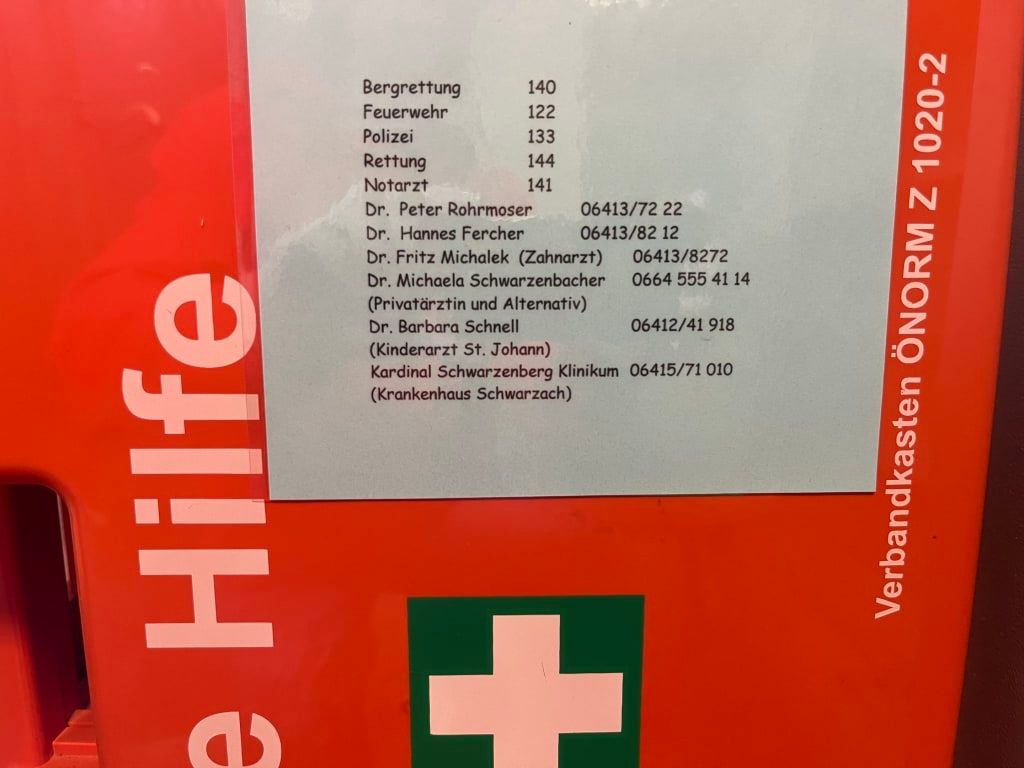 Bergrettung 140
Feuerwehr 122
Polizei 133
Rettung 144
Notarzt 141
Dr. Peter Rohrmoser 06413/72 22
Dr. Hannes Fercher 06413/82 12
Dr. Fritz Michalek (Zahnarzt) 06413/8272
Dr. Michaela Schwarzenbacher 0664 555 41 14
(Privatärztin und Alternativ)
Dr. Barbara Schnell 06412/41 918
(Kinderarzt St. Johann)
Kardinal Schwarzenberg Klinikum 06415/71 010
(Krankenhaus Schwarzach)
e Hilfe
Verbandkasten ÖNORM Z 1020-2